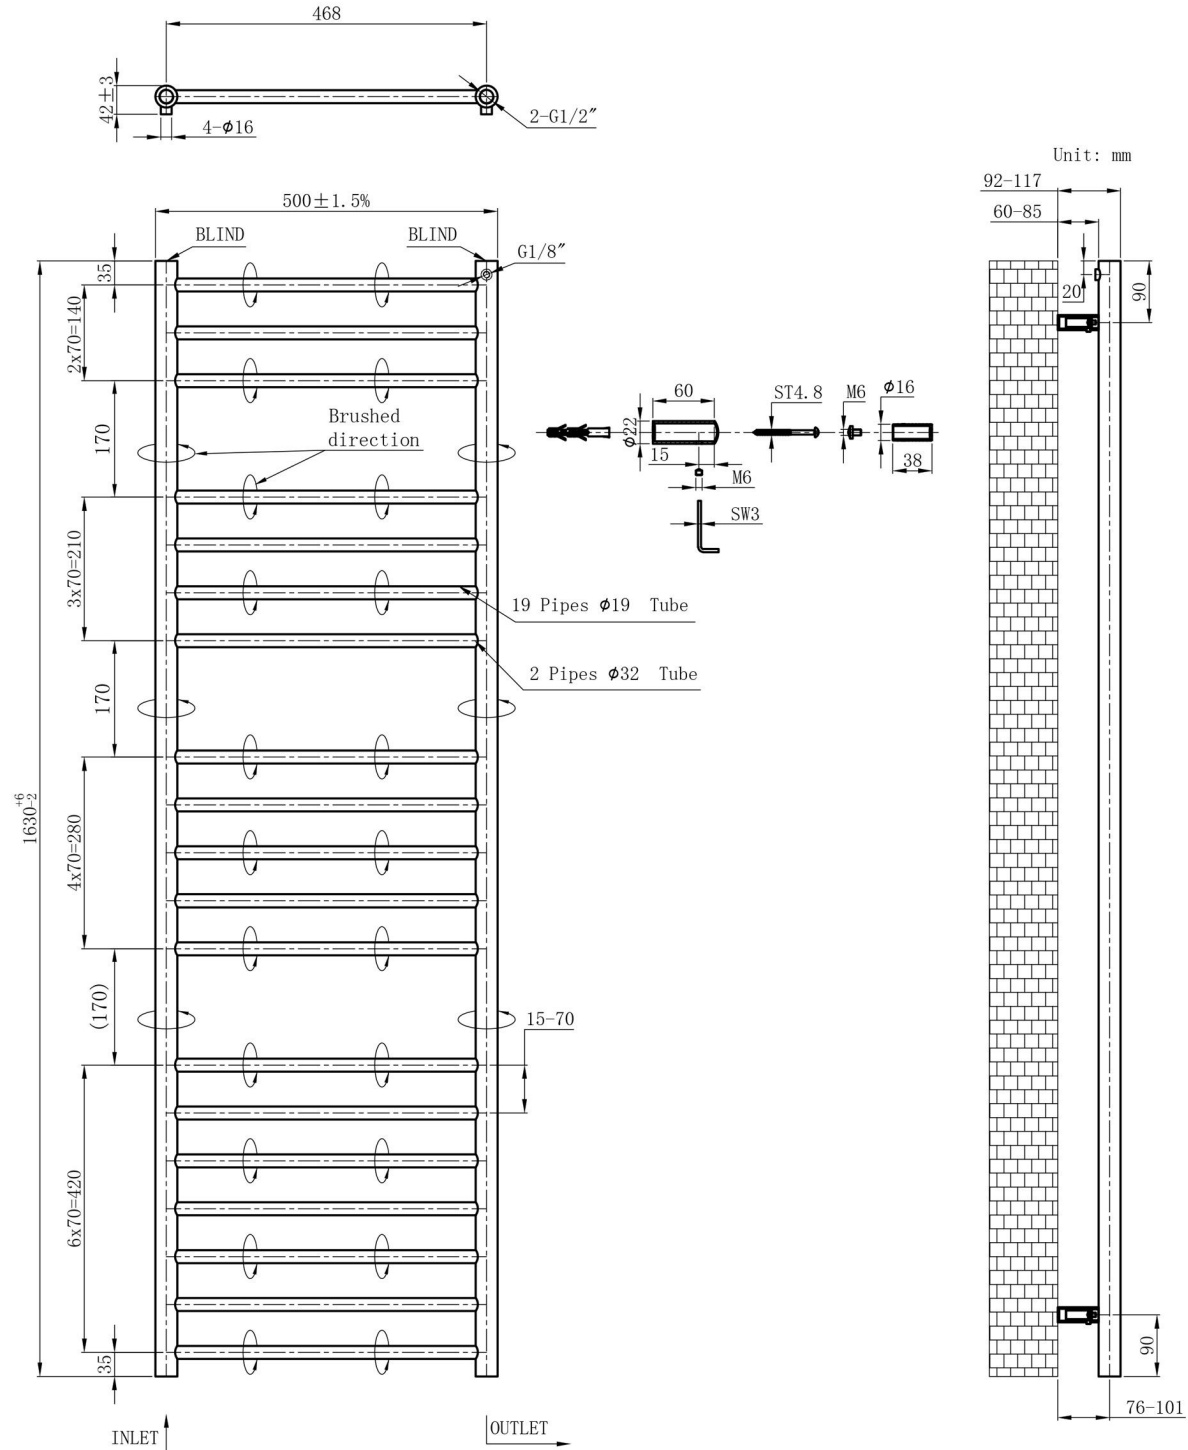 468
42±3
4-ϕ16
2-G1/2″
Unit: mm
92-117
60-85
500±1.5%
BLIND
BLIND
G1/8″
35
20
90
2x70=140
170
Brushed
direction
60
ST4.8
M6
ϕ16
ϕ22
15
38
M6
SW3
3x70=210
19 Pipes ϕ19 Tube
2 Pipes ϕ32 Tube
170
1630 +6 -2
4x70=280
(170)
15-70
6x70=420
35
90
76-101
INLET
OUTLET